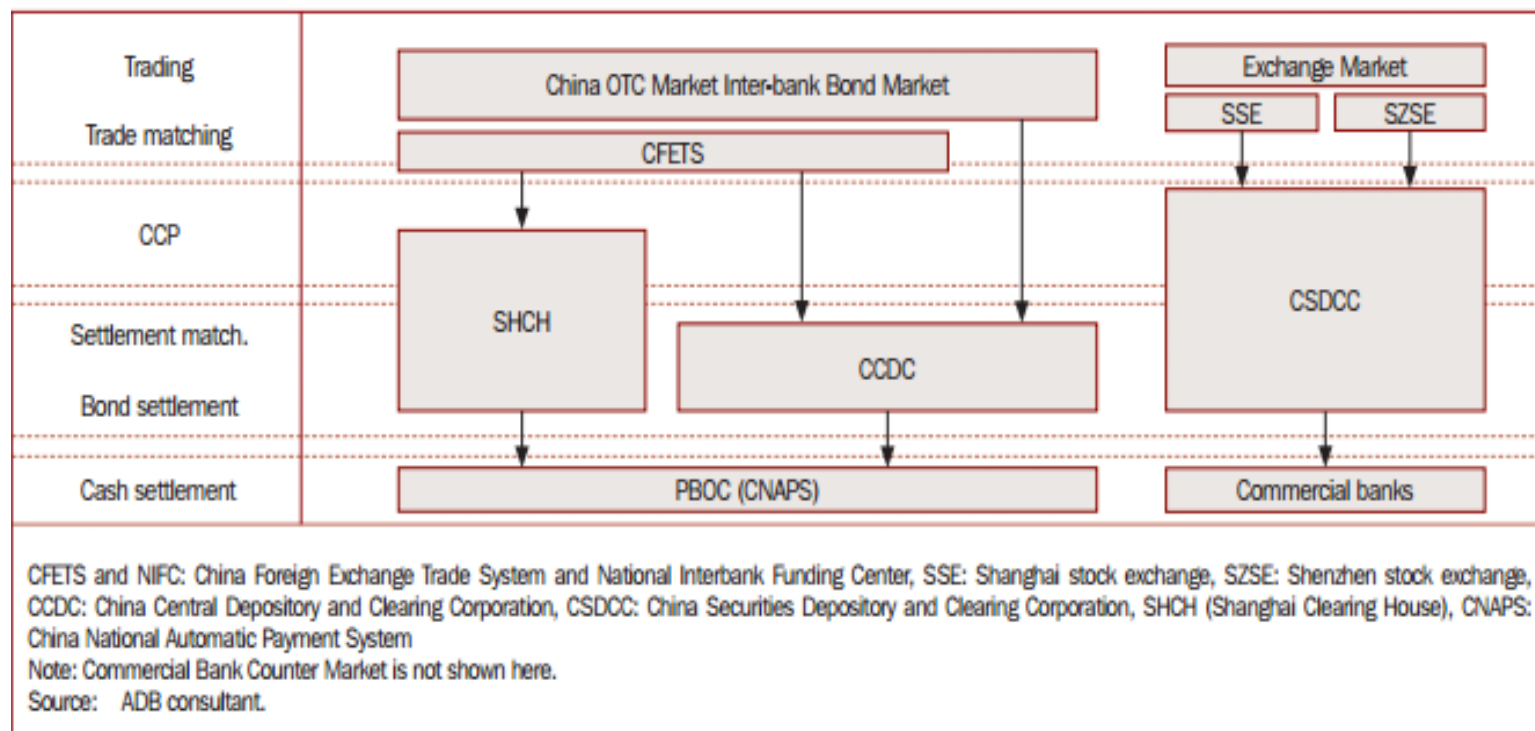 Trading
China OTC Market Inter-bank Bond Market
Exchange Market
SSE
SZSE
Trade matching
CFETS
CCP
SHCH
CSDCC
Settlement match.
CCDC
Bond settlement
Cash settlement
PBOC (CNAPS)
Commercial banks
CFETS and NIFC: China Foreign Exchange Trade System and National Interbank Funding Center, SSE: Shanghai stock exchange, SZSE: Shenzhen stock exchange,
CCDC: China Central Depository and Clearing Corporation, CSDCC: China Securities Depository and Clearing Corporation, SHCH (Shanghai Clearing House), CNAPS:
China National Automatic Payment System
Note: Commercial Bank Counter Market is not shown here.
Source: ADB consultant.